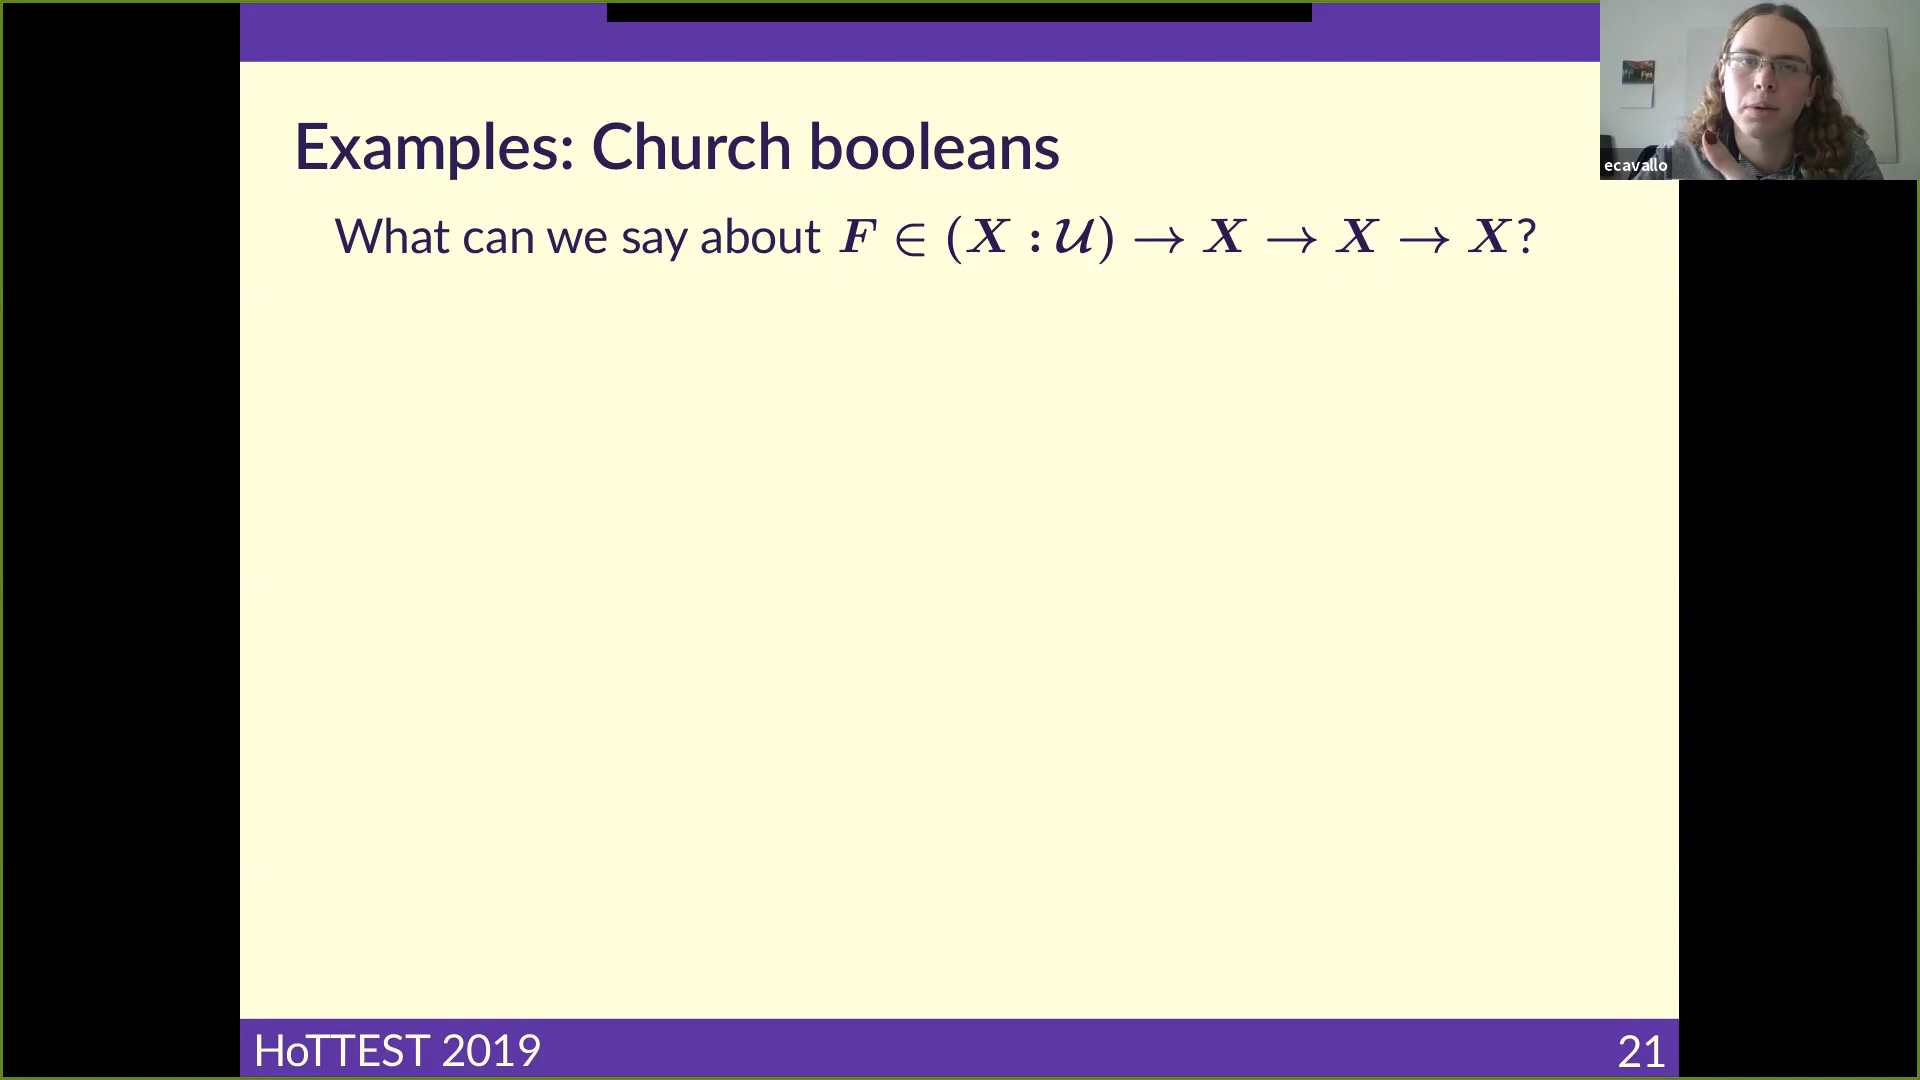 Examples: Church booleans
ecavallo
What can we say about F ∈ (X : 𝒰) → X → X → X?
HoTTEST 2019
21